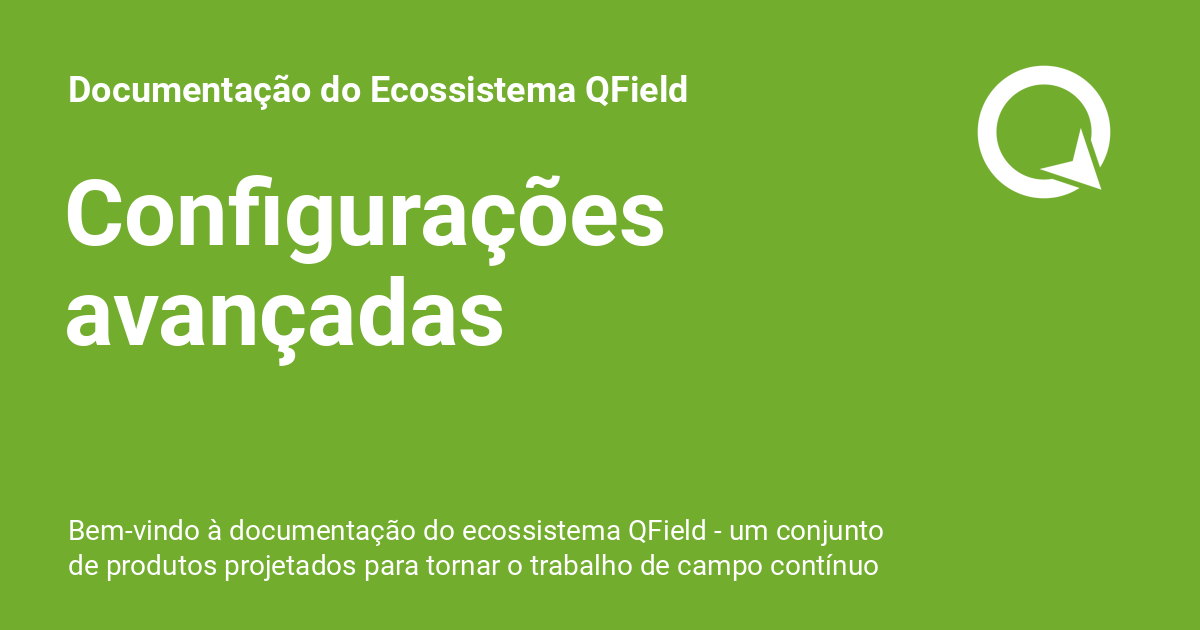 Documentação do Ecossistema QField
Configurações
avançadas
Bem-vindo à documentação do ecossistema QField - um conjunto
de produtos projetados para tornar o trabalho de campo contínuo